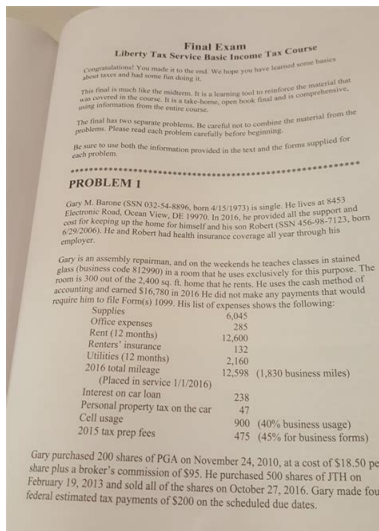 Final Exam
Liberty Tax Service Basic Income Tax Course
Congratulations! You made it to the end. We hope you have learned some basics
about taxes and had some fun doing it.
This final is much like the midterm. It is a learning tool to reinforce the material that
was covered in the course. It is a take-home, open book final and is comprehensive,
using information from the entire course.
The final has two separate problems. Be careful not to combine the material from the
problems. Please read each problem carefully before beginning.
Be sure to use both the information provided in the text and the forms supplied for
each problem.
PROBLEM 1
Gary M. Barone (SSN 032-54-8896, born 4/15/1973) is single. He lives at 8453
Electronic Road, Ocean View, DE 19970. In 2016, he provided all the support and
cost for keeping up the home for himself and his son Robert (SSN 456-98-7123, born
6/29/2006). He and Robert had health insurance coverage all year through his
employer.
Gary is an assembly repairman, and on the weekends he teaches classes in stained
glass (business code 812990) in a room that he uses exclusively for this purpose. The
room is 300 out of the 2,400 sq. ft. home that he rents. He uses the cash method of
accounting and earned $16,780 in 2016 He did not make any payments that would
require him to file Form(s) 1099. His list of expenses shows the following:
Supplies 6,045
Office expenses 285
Rent (12 months) 12,600
Renters' insurance 132
Utilities (12 months) 2,160
2016 total mileage 12,598 (1,830 business miles)
(Placed in service 1/1/2016)
Interest on car loan 238
Personal property tax on the car 47
Cell usage 900 (40% business usage)
2015 tax prep fees 475 (45% for business forms)
Gary purchased 200 shares of PGA on November 24, 2010, at a cost of $18.50 pe
share plus a broker's commission of $95. He purchased 500 shares of JTH on
February 19, 2013 and sold all of the shares on October 27, 2016. Gary made fou
federal estimated tax payments of $200 on the scheduled due dates.